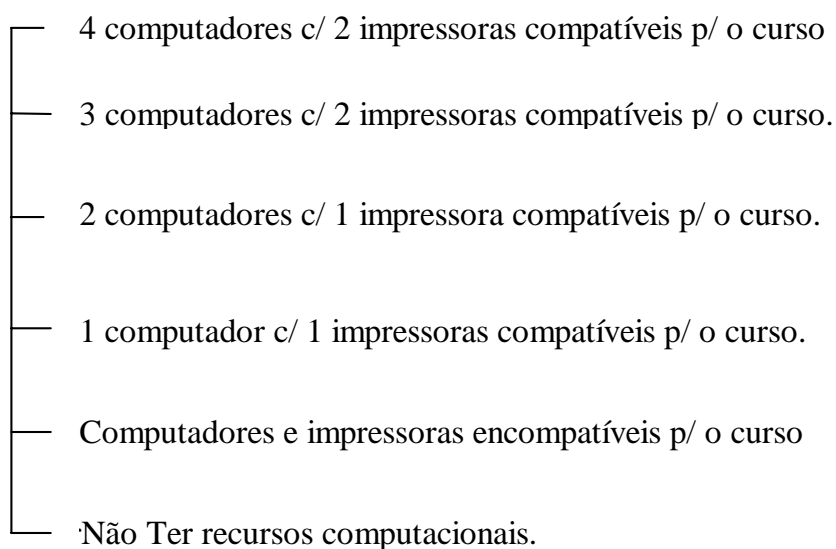 4 computadores c/ 2 impressoras compatíveis p/ o curso
3 computadores c/ 2 impressoras compatíveis p/ o curso.
2 computadores c/ 1 impressora compatíveis p/ o curso.
1 computador c/ 1 impressoras compatíveis p/ o curso.
Computadores e impressoras encompatíveis p/ o curso
Não Ter recursos computacionais.